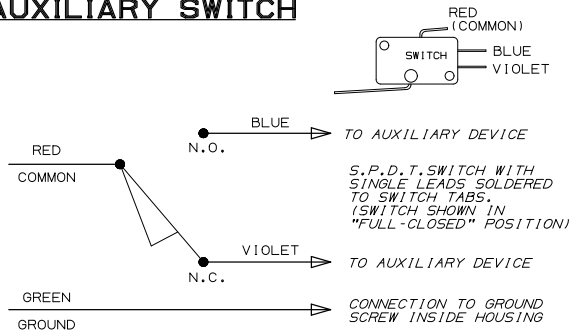 AUXILIARY SWITCH
RED
(COMMON)
SWITCH
BLUE
VIOLET
BLUE
N.O.
TO AUXILIARY DEVICE
RED
COMMON
S.P.D.T.SWITCH WITH
SINGLE LEADS SOLDERED
TO SWITCH TABS.
(SWITCH SHOWN IN
"FULL-CLOSED" POSITION)
VIOLET
N.C.
TO AUXILIARY DEVICE
GREEN
GROUND
CONNECTION TO GROUND
SCREW INSIDE HOUSING